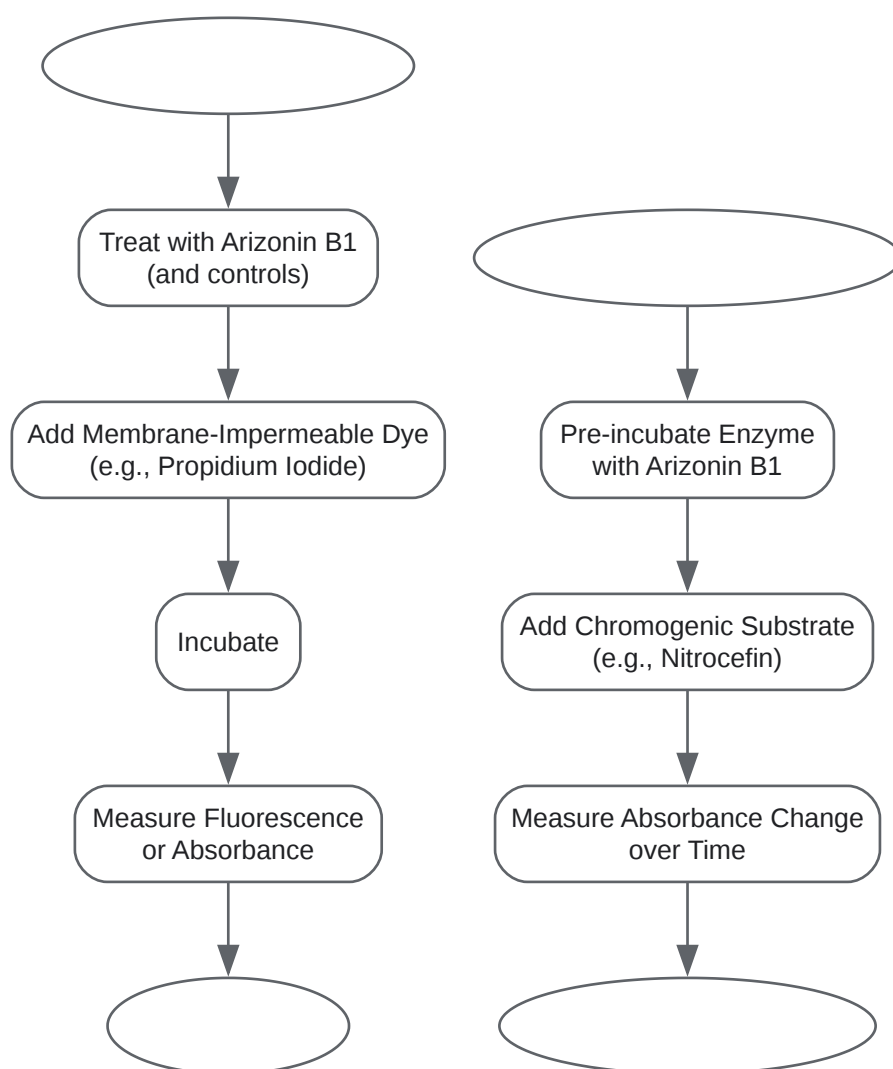 Treat with Arizonin B1
(and controls)
Add Membrane-Impermeable Dye
(e.g., Propidium Iodide)
Incubate
Measure Fluorescence
or Absorbance
Pre-incubate Enzyme
with Arizonin B1
Add Chromogenic Substrate
(e.g., Nitrocefin)
Measure Absorbance Change
over Time